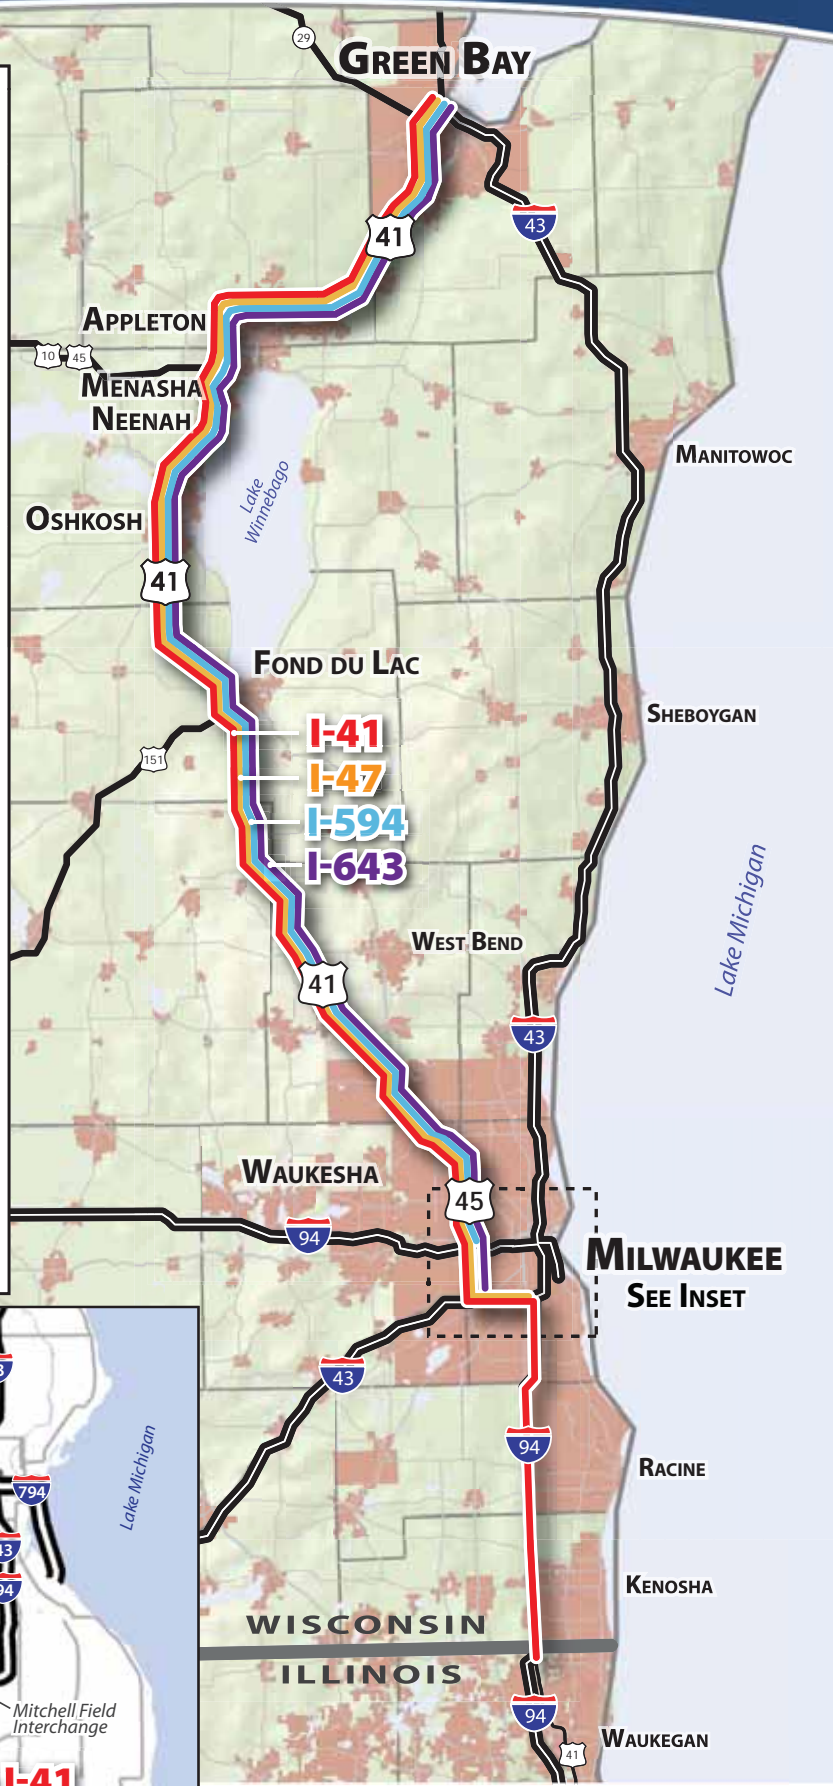 29
GREEN BAY
43
41
APPLETON
10
45
MENASHA
NEENAH
MANITOWOC
Lake
Winnebago
OSHKOSH
41
FOND DU LAC
SHEBOYGAN
I-41
151
I-47
I-594
I-643
Lake Michigan
WEST BEND
41
43
WAUKESHA
45
94
MILWAUKEE
SEE INSET
43
94
RACINE
Lake Michigan
794
43
94
KENOSHA
WISCONSIN
ILLINOIS
Mitchell Field
Interchange
94
WAUKEGAN
41
I-41